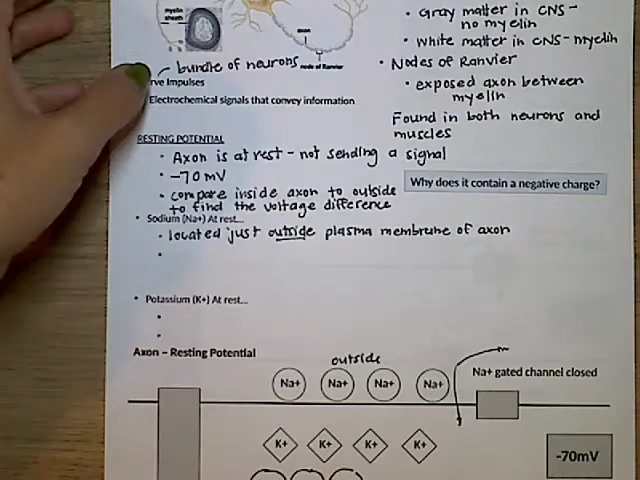 myelin
sheath
axon
node of Ranvier
• Gray matter in CNS -
no myelin
• White matter in CNS - myelin
• Nodes of Ranvier
• exposed axon between
myelin
Found in both neurons and
muscles
bundle of neurons
rve Impulses
Electrochemical signals that convey information
RESTING POTENTIAL
• Axon is at rest - not sending a signal
• -70 mV
• compare inside axon to outside
to find the voltage difference
Why does it contain a negative charge?
• Sodium (Na+) At rest...
• located just outside plasma membrane of axon
• Potassium (K+) At rest...
Axon – Resting Potential
outside
Na+ gated channel closed
Na+ Na+ Na+ Na+
K+ K+ K+ K+
-70mV